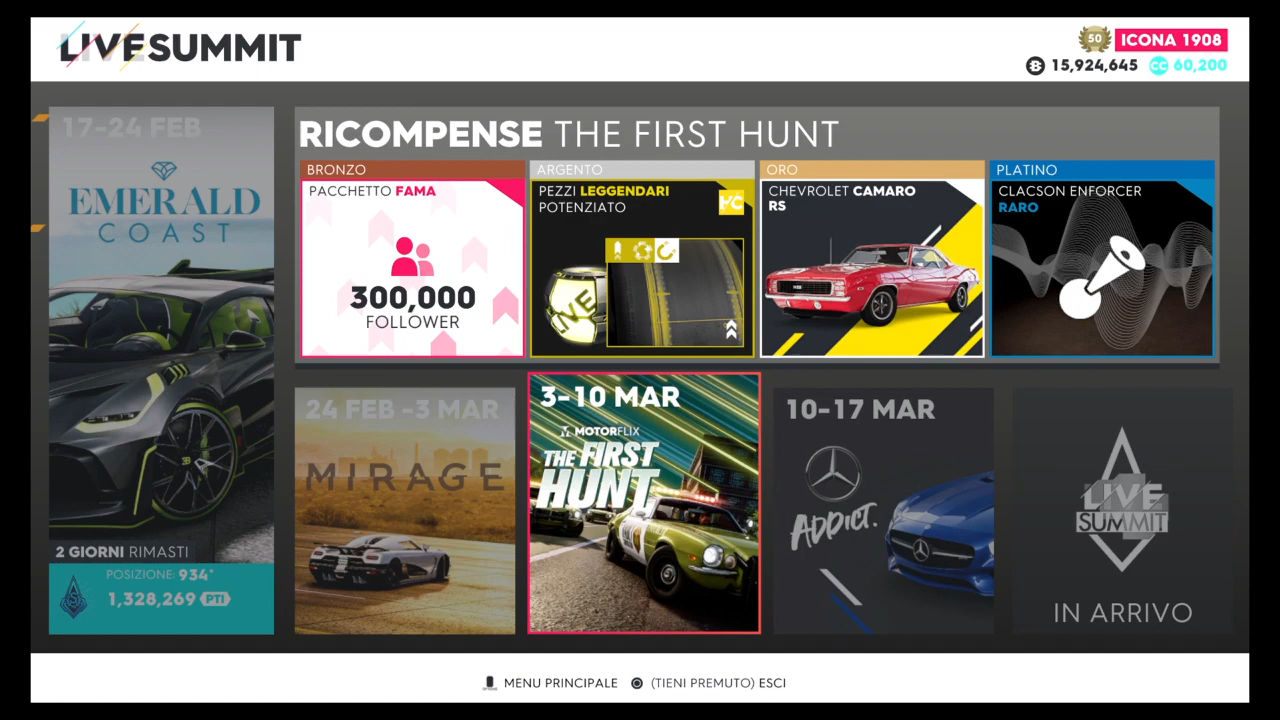 LIVESUMMIT
50
ICONA 1908
15,924,645
CC 60,200
17-24 FEB
EMERALD
COAST
2 GIORNI RIMASTI
POSIZIONE: 934°
1,328,269 PTI
RICOMPENSE THE FIRST HUNT
BRONZO
PACCHETTO FAMA
300,000
FOLLOWER
ARGENTO
PEZZI LEGGENDARI
POTENZIATO
LIVE
ORO
CHEVROLET CAMARO
RS
PLATINO
CLACSON ENFORCER
RARO
24 FEB -3 MAR
MIRAGE
3-10 MAR
MOTORFLIX
THE FIRST
HUNT
10-17 MAR
ADDICT.
LIVE
SUMMIT
IN ARRIVO
MENU PRINCIPALE
(TIENI PREMUTO) ESCI